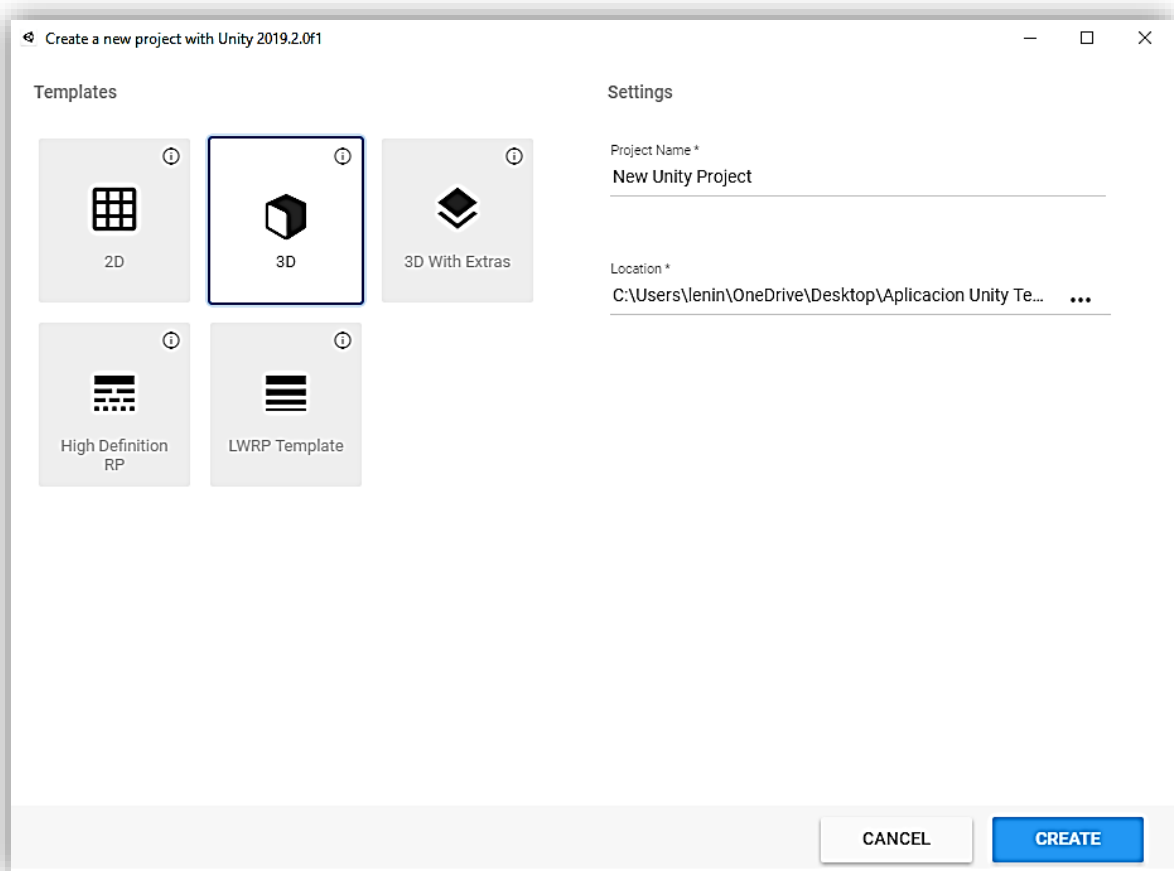 Create a new project with Unity 2019.2.0f1
Templates
Settings
2D
3D
3D With Extras
High Definition
RP
LWRP Template
Project Name *
New Unity Project
Location *
C:\Users\lenin\OneDrive\Desktop\Aplicacion Unity Te...
CANCEL
CREATE